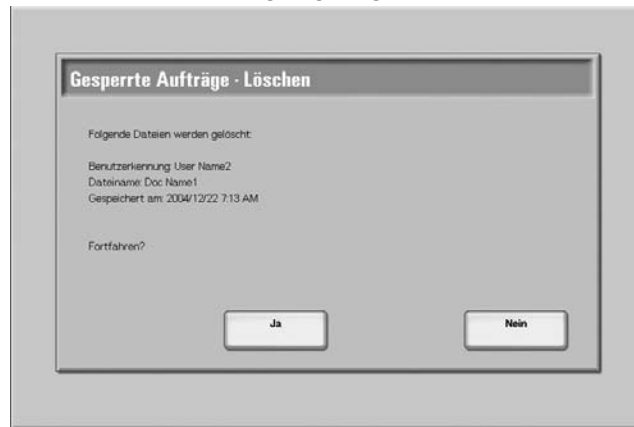 Gesperrte Aufträge - Löschen
Folgende Dateien werden gelöscht:
Benutzerkennung: User Name2
Dateiname: Doc Name1
Gespeichert am: 2004/12/22 7:13 AM
Fortfahren?
Ja
Nein